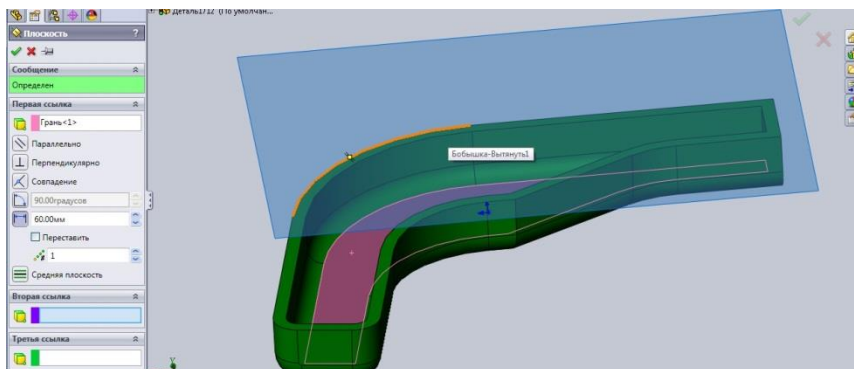 Деталь1712 (По умолчан...
Плоскость ?
Сообщение
Определен
Первая ссылка
Грань<1>
Параллельно
Перпендикулярно
Совпадение
90.00градусов
60.00мм
Переставить
1
Средняя плоскость
Вторая ссылка
Третья ссылка
Бобышка-Вытянуть1
Y